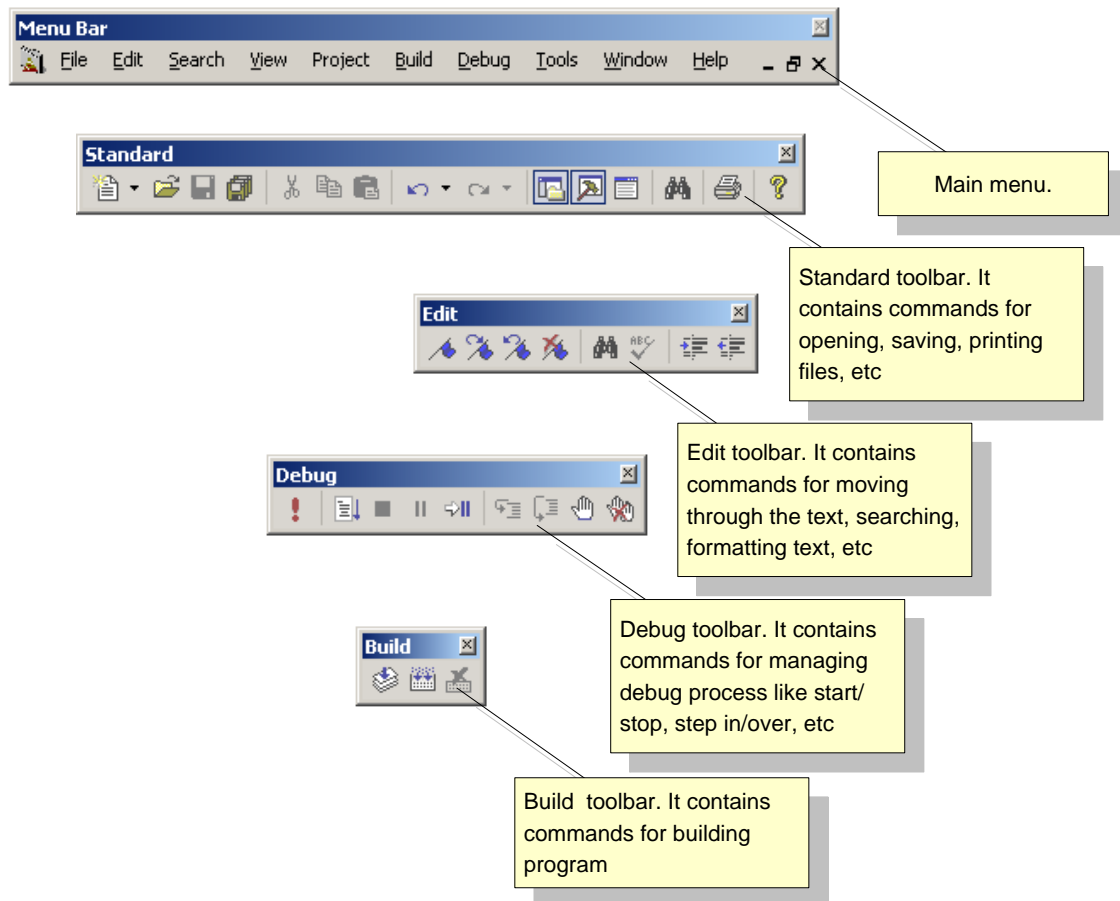 Menu Bar
File Edit Search View Project Build Debug Tools Window Help
Standard
Main menu.
Standard toolbar. It
contains commands for
opening, saving, printing
files, etc
Edit
ABC
Edit toolbar. It contains
commands for moving
through the text, searching,
formatting text, etc
Debug
Debug toolbar. It contains
commands for managing
debug process like start/
stop, step in/over, etc
Build
Build  toolbar. It contains
commands for building
program